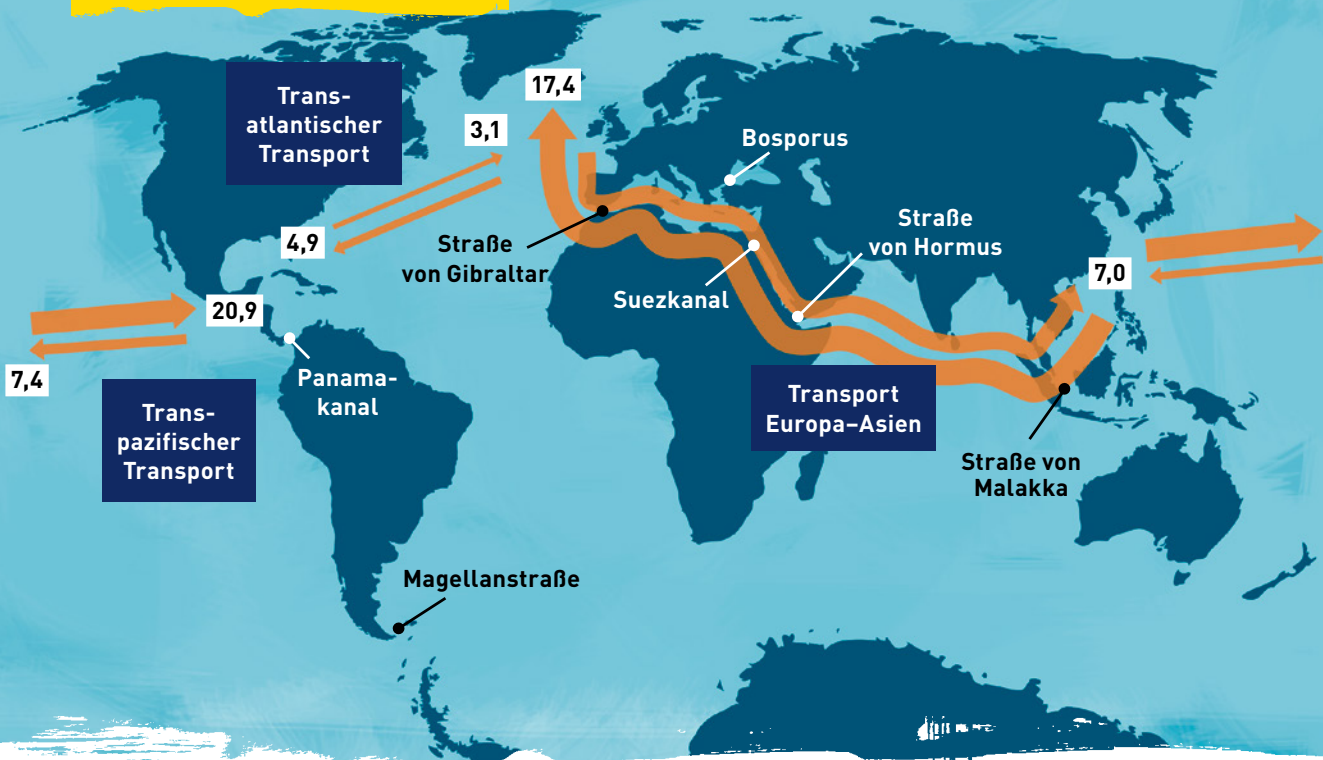 Trans-
atlantischer
Transport
17,4
3,1
Bosporus
4,9
Straße
von Gibraltar
Straße
von Hormus
Suezkanal
7,0
20,9
7,4
Panama-
kanal
Trans-
pazifischer
Transport
Transport
Europa–Asien
Straße von
Malakka
Magellanstraße